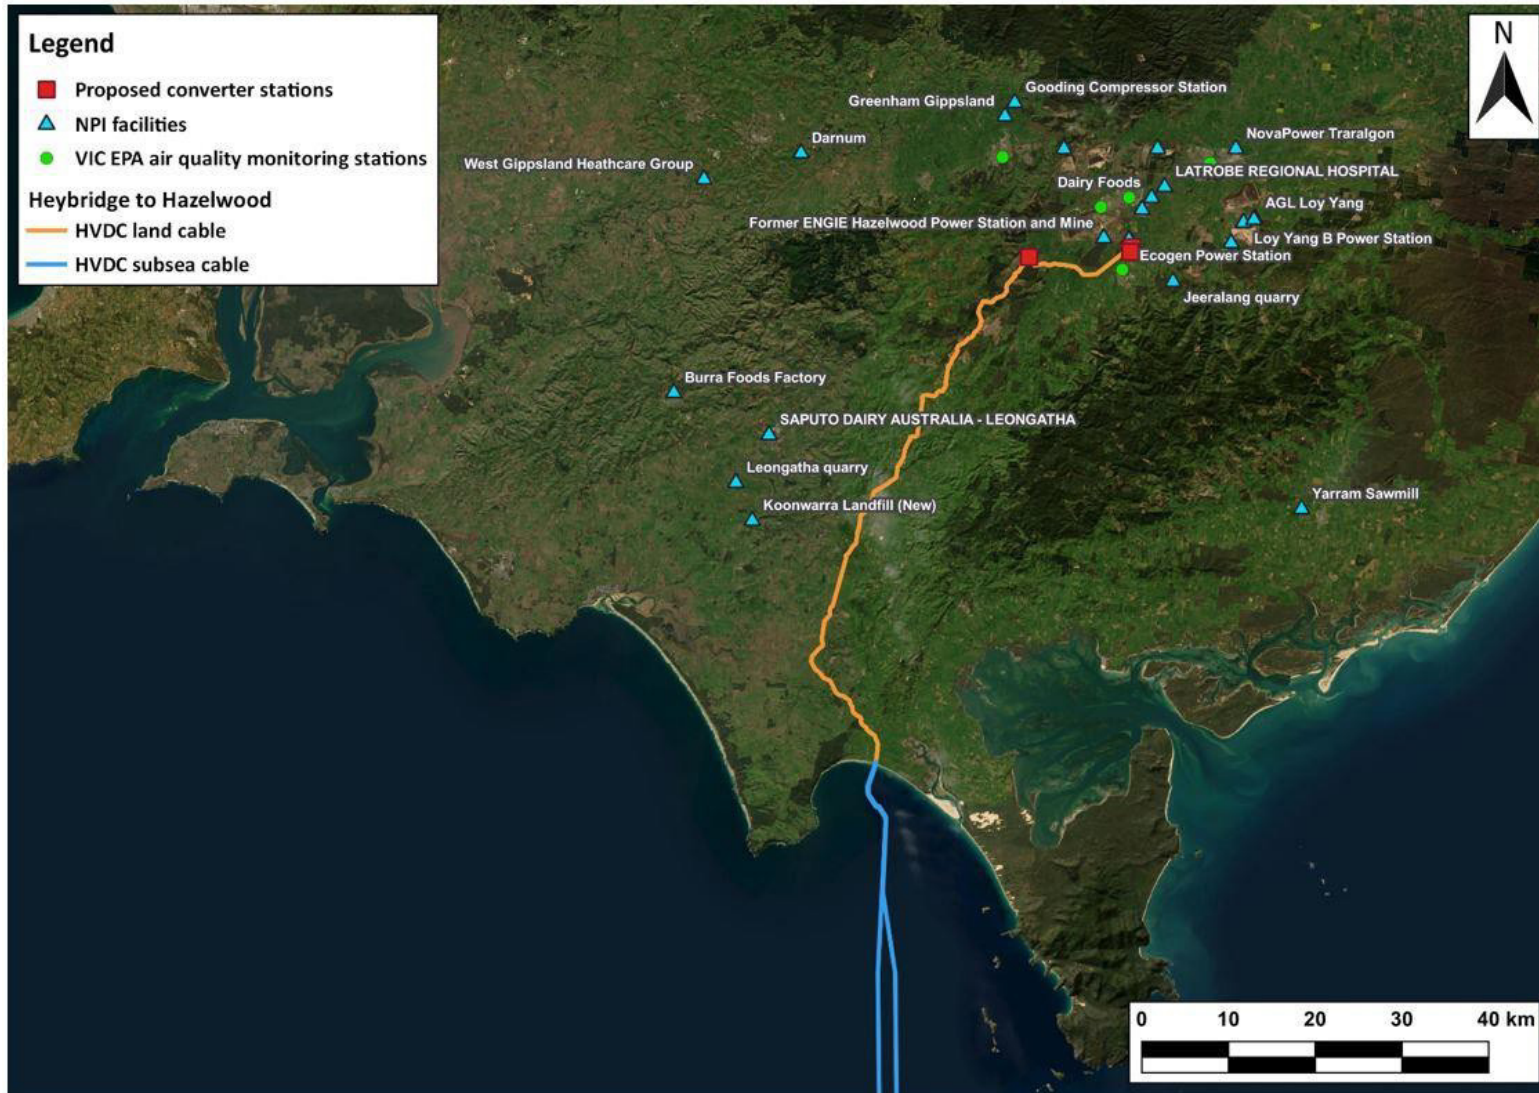 Legend
Proposed converter stations
NPI facilities
VIC EPA air quality monitoring stations
Heybridge to Hazelwood
HVDC land cable
HVDC subsea cable
N
Gooding Compressor Station
Greenham Gippsland
Darnum
NovaPower Traralgon
West Gippsland Heathcare Group
LATROBE REGIONAL HOSPITAL
Dairy Foods
AGL Loy Yang
Former ENGIE Hazelwood Power Station and Mine
Loy Yang B Power Station
Ecogen Power Station
Jeeralang quarry
Burra Foods Factory
SAPUTO DAIRY AUSTRALIA - LEONGATHA
Leongatha quarry
Yarram Sawmill
Koonwarra Landfill (New)
0 10 20 30 40 km